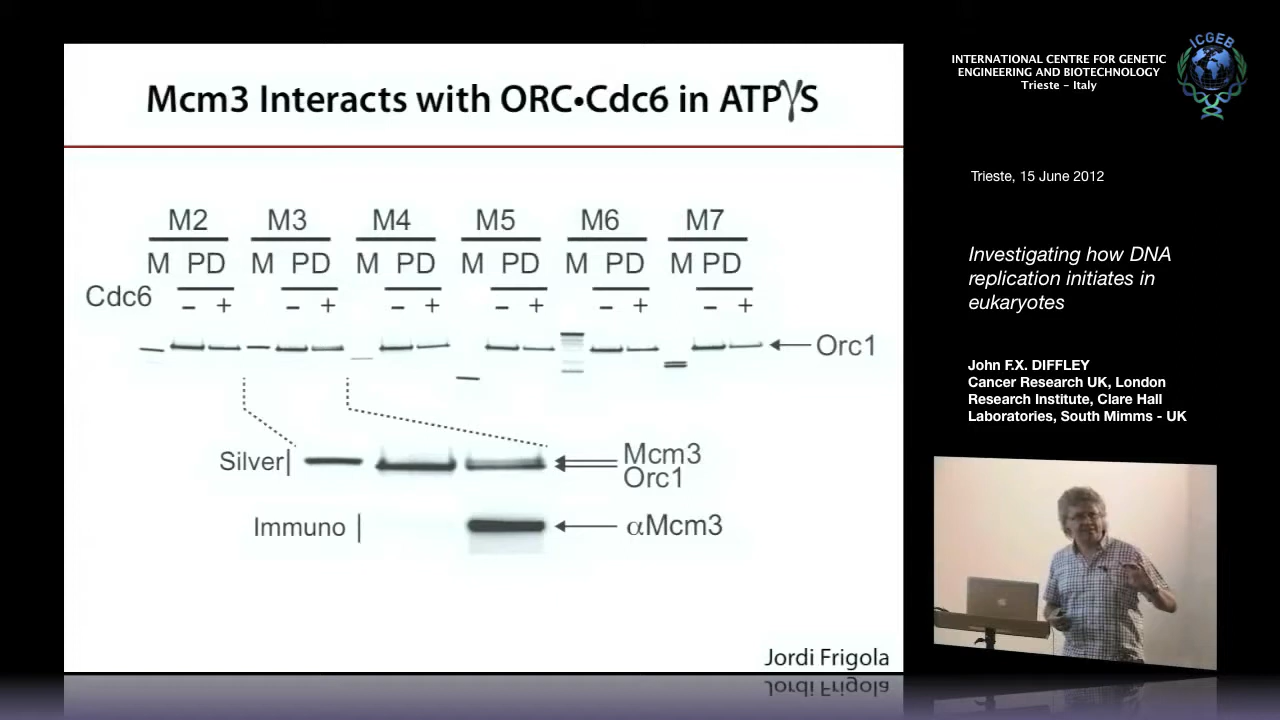 Mcm3 Interacts with ORC•Cdc6 in ATPγS
M2 M3 M4 M5 M6 M7
M PD M PD M PD M PD M PD M PD
Cdc6 – + – + – + – + – + – +
Orc1
Silver
Mcm3
Orc1
Immuno
αMcm3
Jordi Frigola
INTERNATIONAL CENTRE FOR GENETIC
ENGINEERING AND BIOTECHNOLOGY
Trieste – Italy
ICGEB
Trieste, 15 June 2012
Investigating how DNA
replication initiates in
eukaryotes
John F.X. DIFFLEY
Cancer Research UK, London
Research Institute, Clare Hall
Laboratories, South Mimms - UK